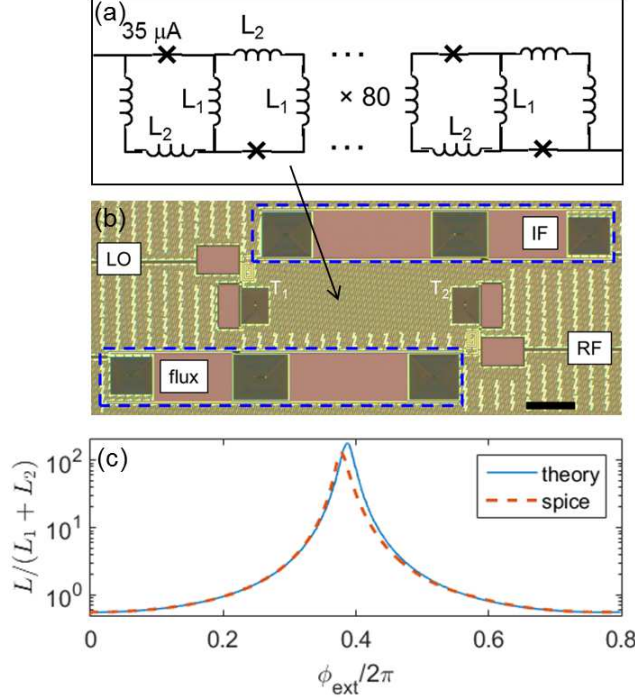 (a)
35 μA
L2
L1
L1
L2
· · ·
× 80
· · ·
L1
L2
(b)
IF
LO
T1
T2
RF
flux
(c)
L/(L1 + L2)
10^2
10^1
10^0
theory
spice
0
0.2
0.4
0.6
0.8
ϕext/2π